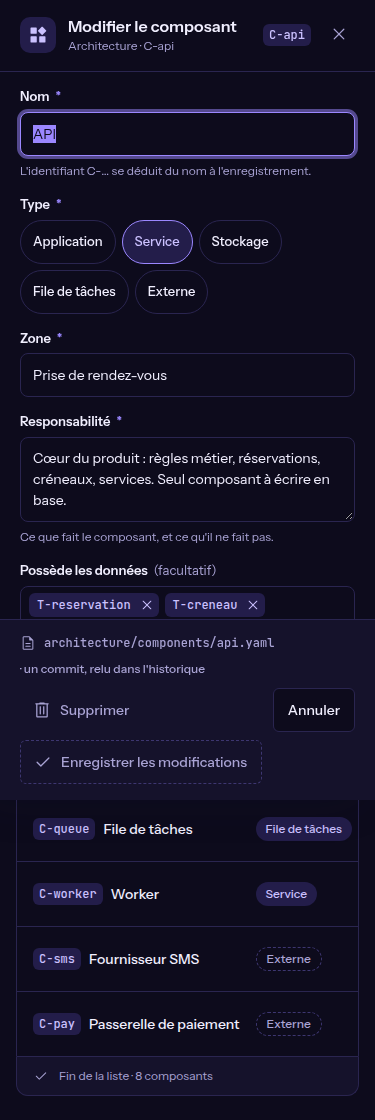 Modifier le composant
Architecture · C-api
C-api
Nom *
API
L'identifiant C-… se déduit du nom à l'enregistrement.
Type *
Application
Service
Stockage
File de tâches
Externe
Zone *
Prise de rendez-vous
Responsabilité *
Cœur du produit : règles métier, réservations,
créneaux, services. Seul composant à écrire en
base.
Ce que fait le composant, et ce qu'il ne fait pas.
Possède les données (facultatif)
T-reservation
T-creneau
architecture/components/api.yaml
· un commit, relu dans l'historique
Supprimer
Annuler
Enregistrer les modifications
C-queue File de tâches File de tâches
C-worker Worker Service
C-sms Fournisseur SMS Externe
C-pay Passerelle de paiement Externe
Fin de la liste · 8 composants